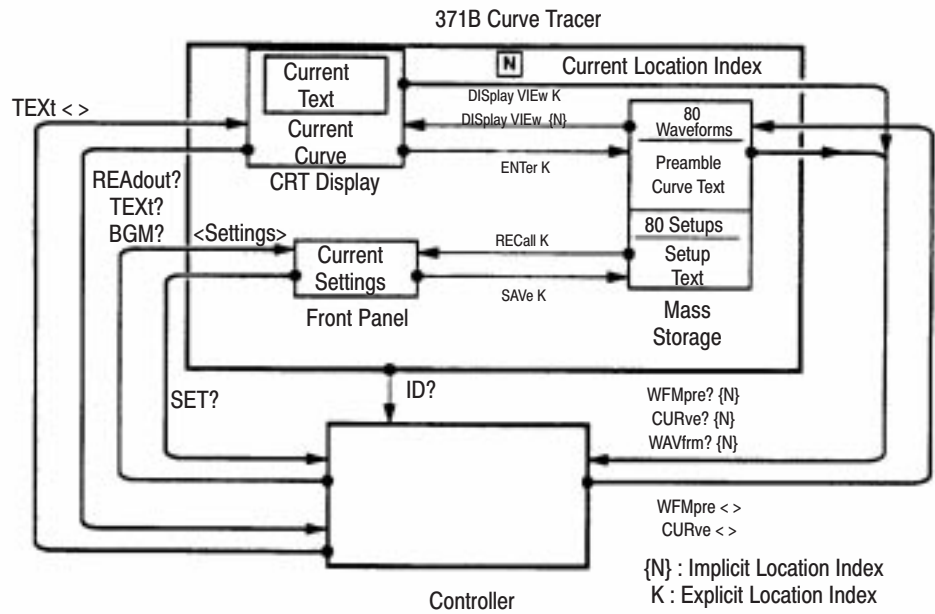 371B Curve Tracer
N
Current Location Index
Current
Text
Current
Curve
CRT Display
TEXt < >
DISplay VIEw K
DISplay VIEw {N}
ENTer K
80
Waveforms
Preamble
Curve Text
80 Setups
Setup
Text
Mass
Storage
REAdout?
TEXt?
BGM?
<Settings>
RECall K
SAVe K
Current
Settings
Front Panel
SET?
ID?
WFMpre? {N}
CURve? {N}
WAVfrm? {N}
WFMpre < >
CURve < >
{N} : Implicit Location Index
K : Explicit Location Index
Controller